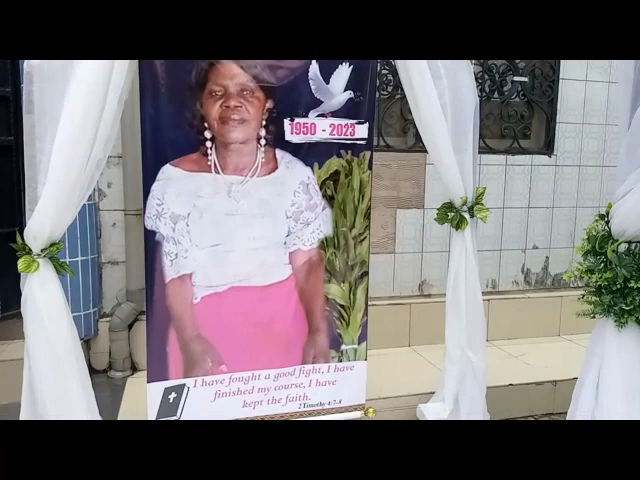 1950 - 2023
I have fought a good fight, I have
finished my course, I have
kept the faith.
2 Timothy 4:7-8